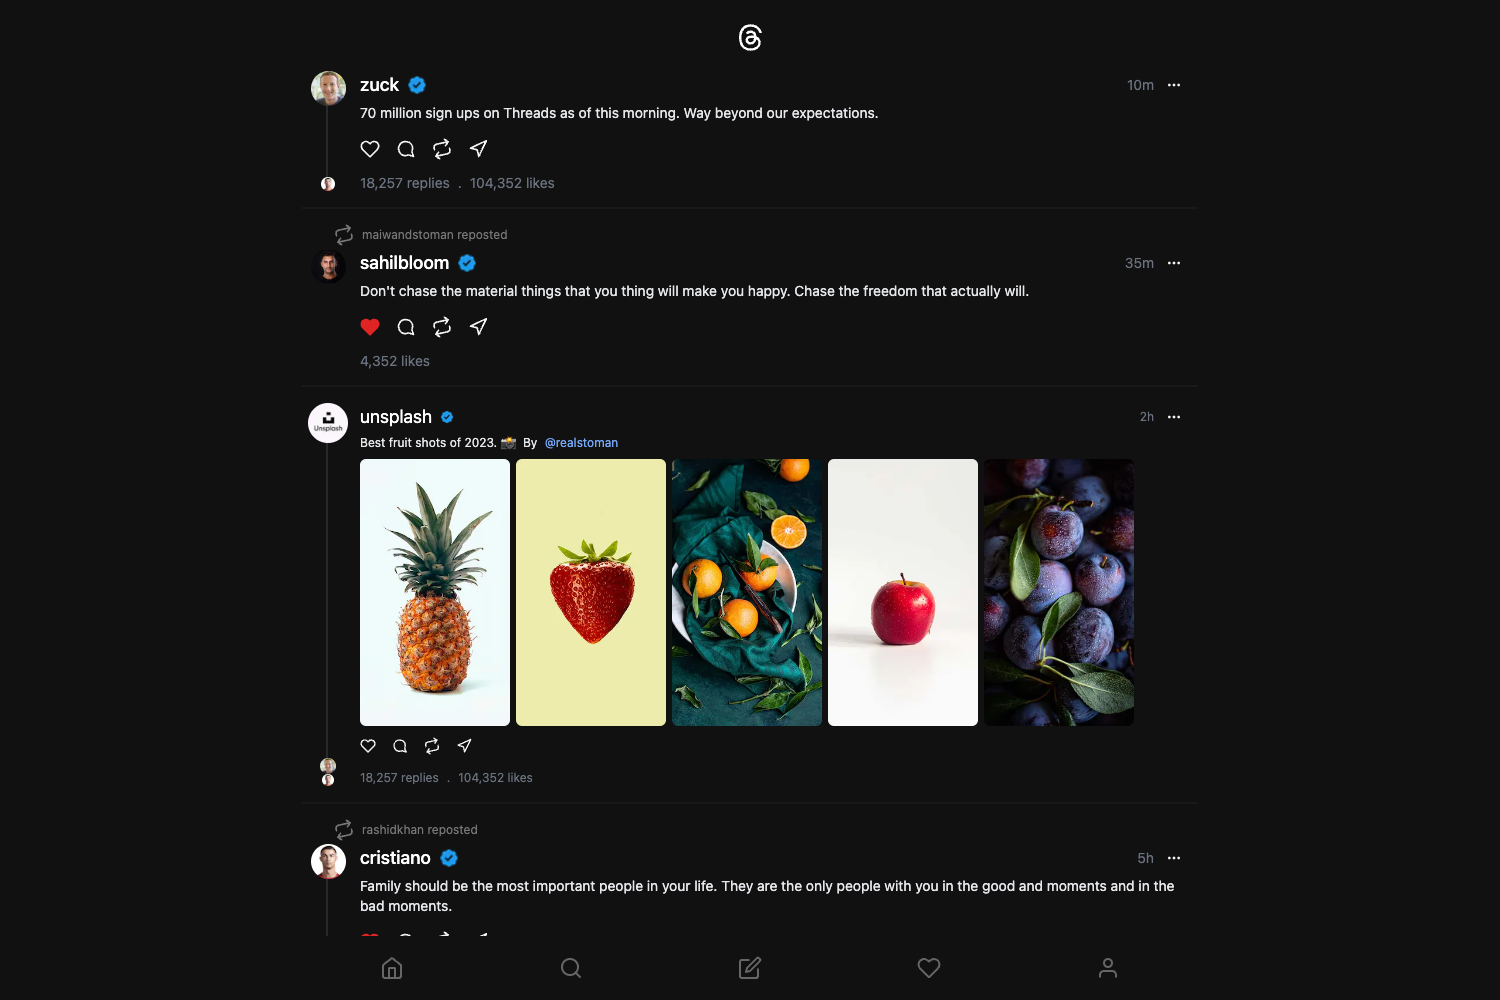 zuck
10m
70 million sign ups on Threads as of this morning. Way beyond our expectations.
18,257 replies . 104,352 likes
maiwandstoman reposted
sahilbloom
35m
Don't chase the material things that you thing will make you happy. Chase the freedom that actually will.
4,352 likes
Unsplash
unsplash
2h
Best fruit shots of 2023. 📸 By @realstoman
18,257 replies . 104,352 likes
rashidkhan reposted
cristiano
5h
Family should be the most important people in your life. They are the only people with you in the good and moments and in the
bad moments.